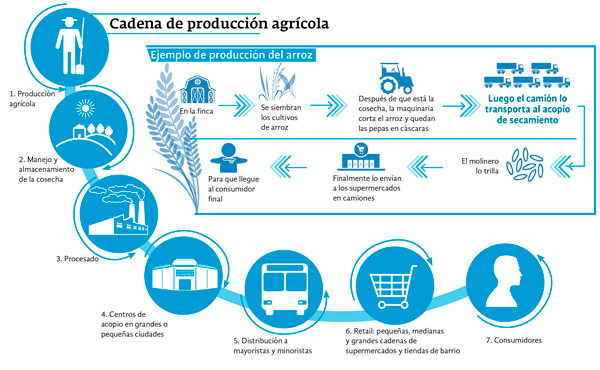 Cadena de producción agrícola
Ejemplo de producción del arroz
En la finca
Se siembran
los cultivos
de arroz
Después de que está la
cosecha, la maquinaria
corta el arroz y quedan
las pepas en cáscaras
Luego el camión lo
transporta al acopio
de secamiento
El molinero
lo trilla
Finalmente lo envían
a los supermercados
en camiones
Para que llegue
al consumidor
final
1. Producción
agrícola
2. Manejo y
almacenamiento
de la cosecha
3. Procesado
4. Centros de
acopio en grandes o
pequeñas ciudades
5. Distribución a
mayoristas y minoristas
6. Retail: pequeñas, medianas
y grandes cadenas de
supermercados y tiendas de barrio
7. Consumidores